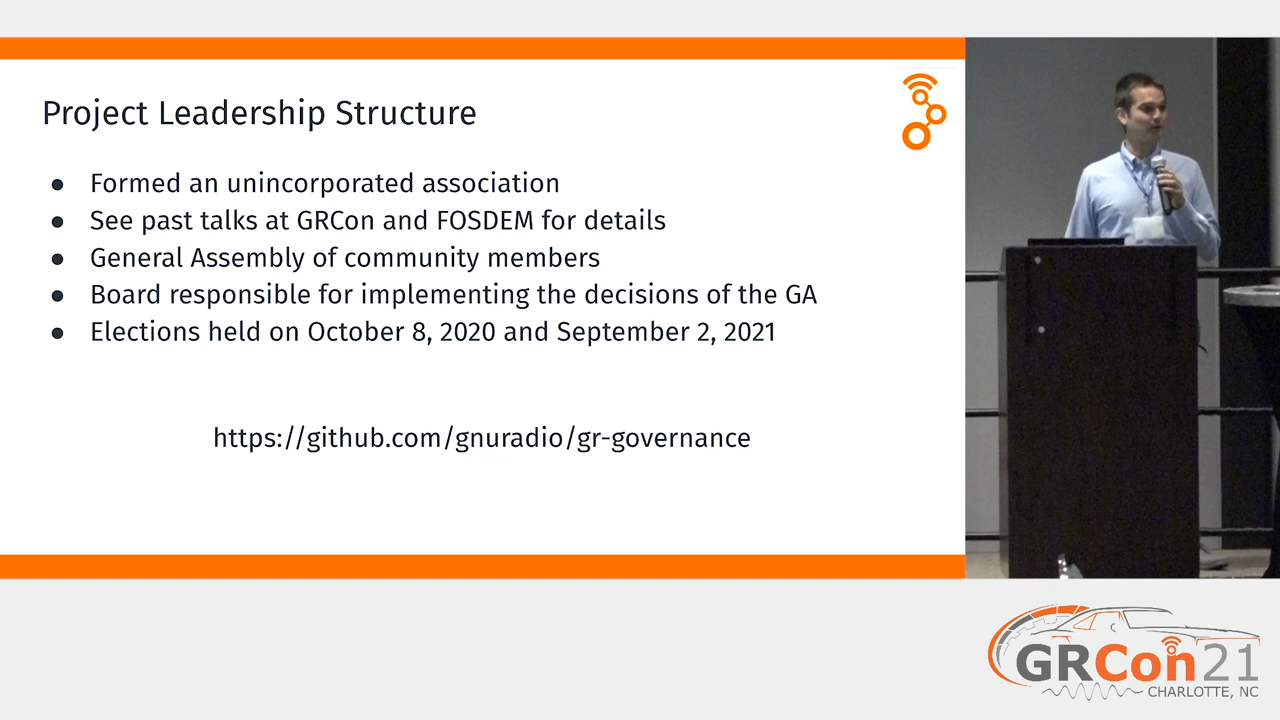 Project Leadership Structure
● Formed an unincorporated association
● See past talks at GRCon and FOSDEM for details
● General Assembly of community members
● Board responsible for implementing the decisions of the GA
● Elections held on October 8, 2020 and September 2, 2021
https://github.com/gnuradio/gr-governance
GRCon21
CHARLOTTE, NC